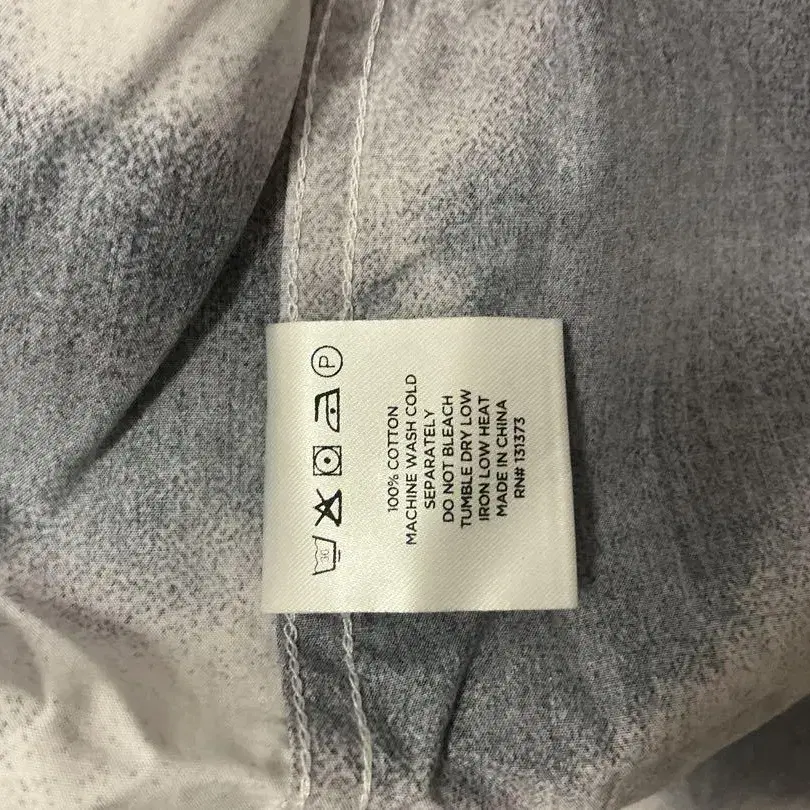 30 P
100% COTTON
MACHINE WASH COLD
SEPARATELY
DO NOT BLEACH
TUMBLE DRY LOW
IRON LOW HEAT
MADE IN CHINA
RN# 131373